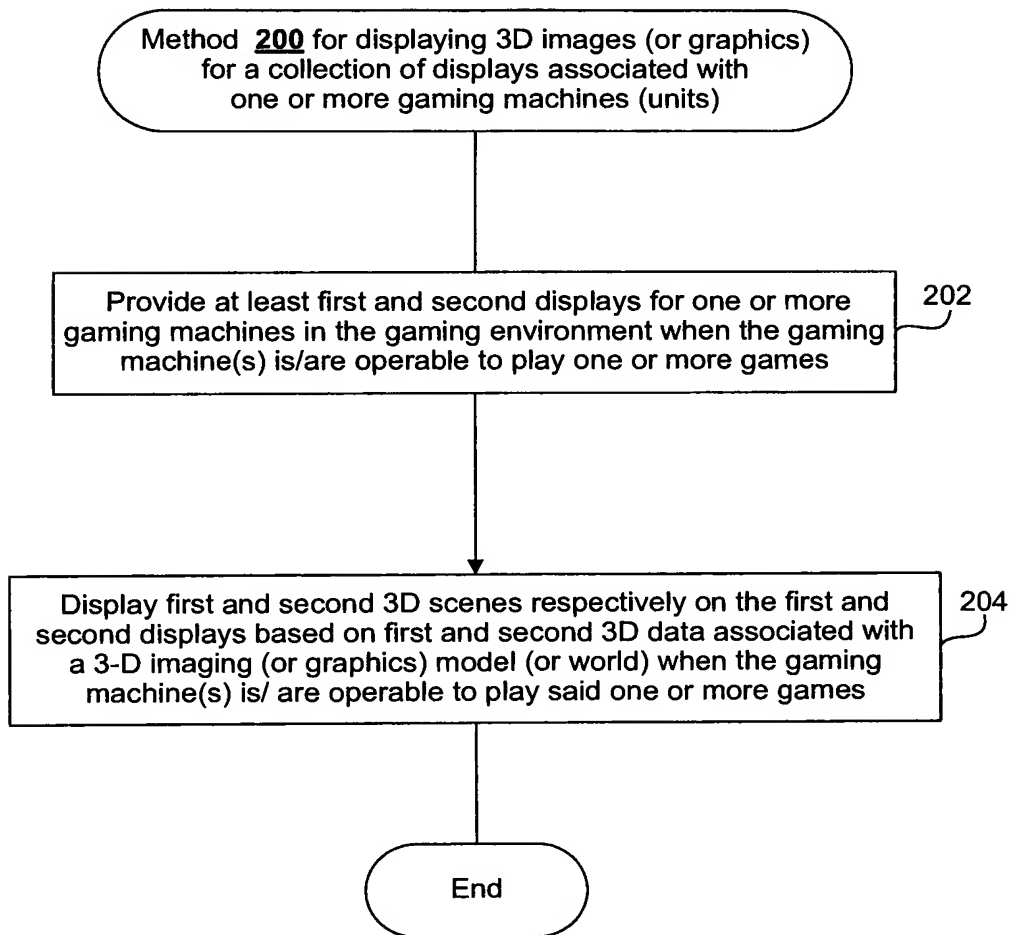 Method 200 for displaying 3D images (or graphics)
for a collection of displays associated with
one or more gaming machines (units)
Provide at least first and second displays for one or more
gaming machines in the gaming environment when the gaming
machine(s) is/are operable to play one or more games
202
Display first and second 3D scenes respectively on the first and
second displays based on first and second 3D data associated with
a 3-D imaging (or graphics) model (or world) when the gaming
machine(s) is/ are operable to play said one or more games
204
End